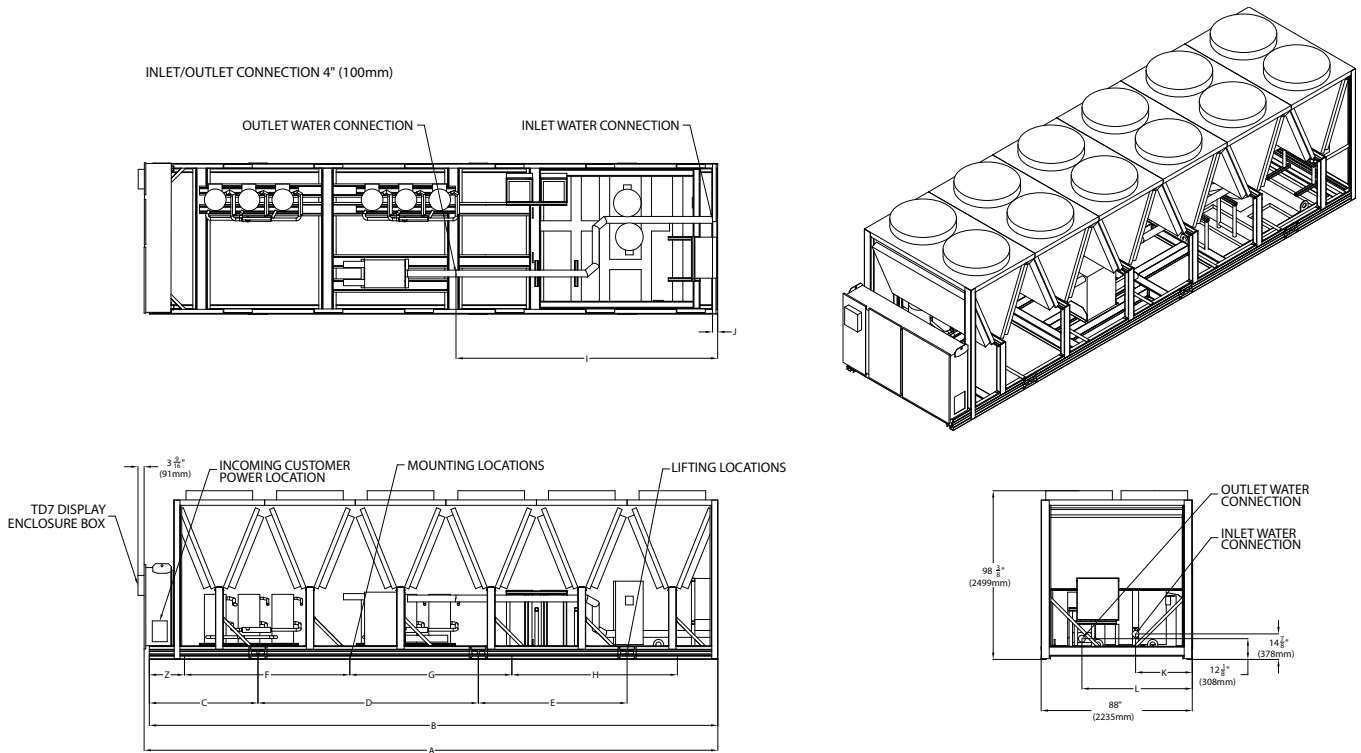 INLET/OUTLET CONNECTION 4" (100mm)
OUTLET WATER CONNECTION
INLET WATER CONNECTION
J
I
3 9/16"
(91mm)
INCOMING CUSTOMER
POWER LOCATION
MOUNTING LOCATIONS
LIFTING LOCATIONS
TD7 DISPLAY
ENCLOSURE BOX
Z
F
G
H
C
D
E
B
A
OUTLET WATER
CONNECTION
INLET WATER
CONNECTION
98 3/8"
(2499mm)
14 7/8"
(378mm)
12 1/8"
(308mm)
K
L
88"
(2235mm)